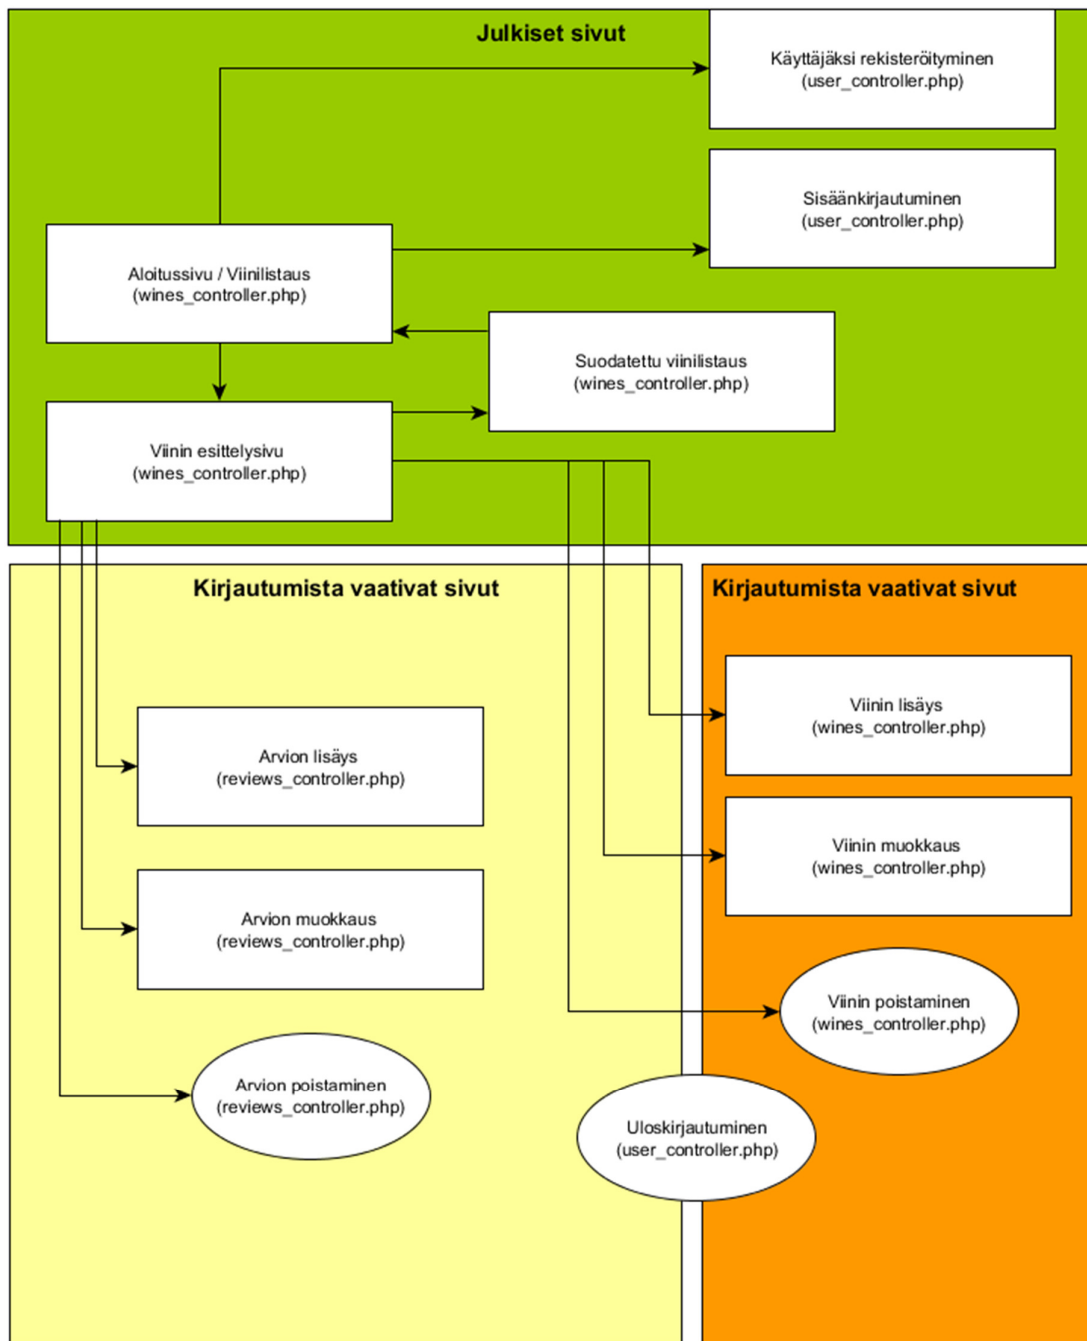 Julkiset sivut
Käyttäjäksi rekisteröityminen
(user_controller.php)
Sisäänkirjautuminen
(user_controller.php)
Aloitussivu / Viinilistaus
(wines_controller.php)
Suodatettu viinilistaus
(wines_controller.php)
Viinin esittelysivu
(wines_controller.php)
Kirjautumista vaativat sivut
Arvion lisäys
(reviews_controller.php)
Arvion muokkaus
(reviews_controller.php)
Arvion poistaminen
(reviews_controller.php)
Kirjautumista vaativat sivut
Viinin lisäys
(wines_controller.php)
Viinin muokkaus
(wines_controller.php)
Viinin poistaminen
(wines_controller.php)
Uloskirjautuminen
(user_controller.php)